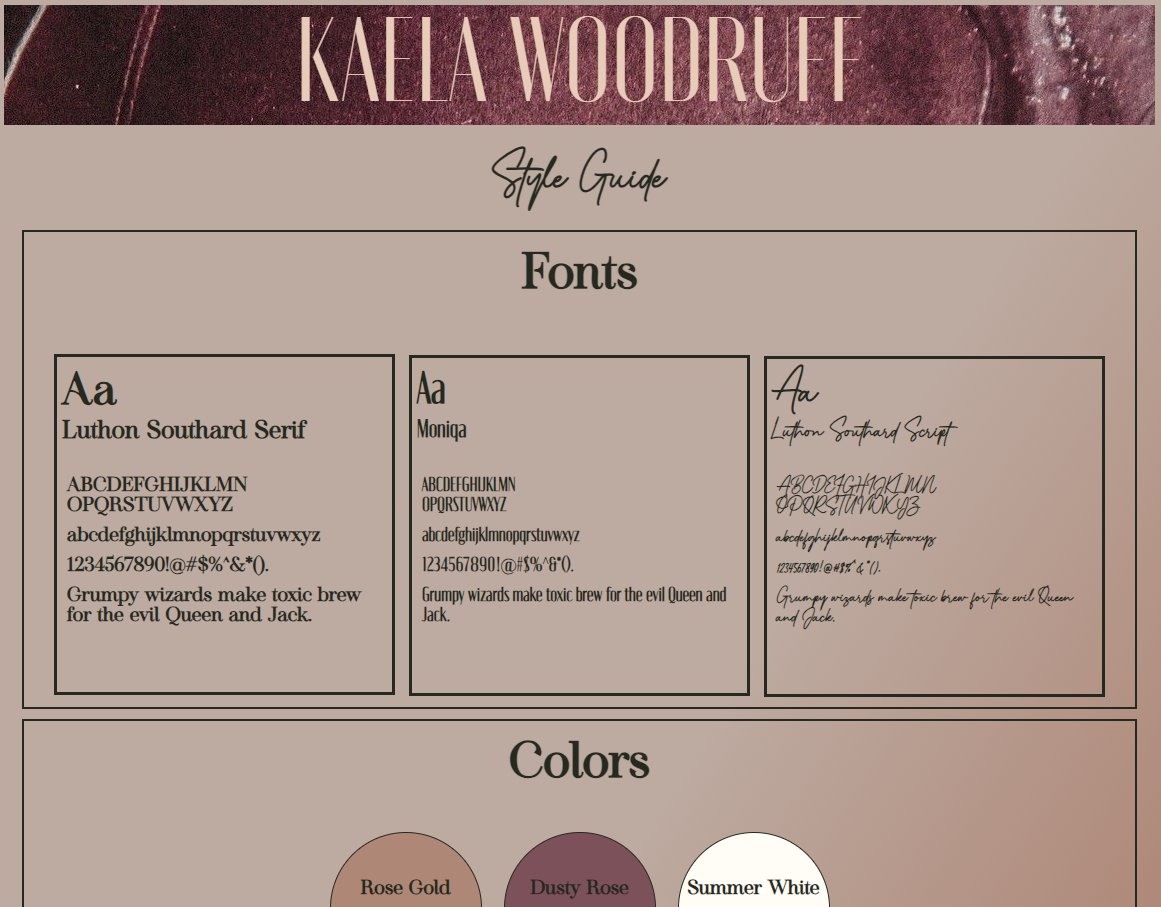 KAELA WOODRUFF
Style Guide
Fonts
Aa
Luthon Southard Serif
ABCDEFGHIJKLMN
OPQRSTUVWXYZ
abcdefghijklmnopqrstuvwxyz
1234567890!@#$%^&*().
Grumpy wizards make toxic brew
for the evil Queen and Jack.
Aa
Moniqa
ABCDEFGHIJKLMN
OPQRSTUVWXYZ
abcdefghijklmnopqrstuvwxyz
1234567890!@#$%^&*().
Grumpy wizards make toxic brew for the evil Queen and
Jack.
Aa
Luthon Southard Script
ABCDEFGHIJKLMN
OPQRSTUVWXYZ
abcdefghijklmnopqrstuvwxyz
1234567890!@#$%^&*().
Grumpy wizards make toxic brew for the evil Queen
and Jack.
Colors
Rose Gold
Dusty Rose
Summer White